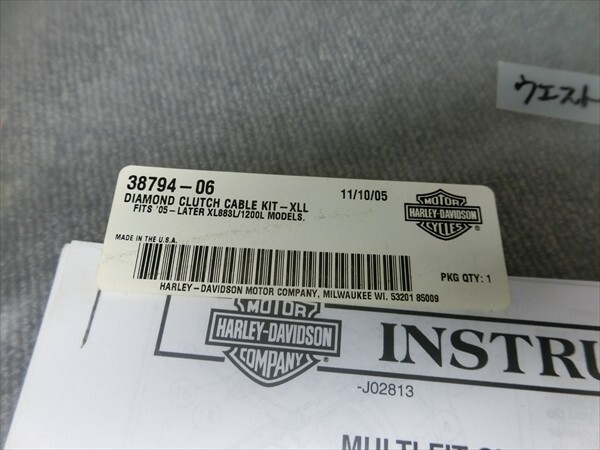 ウエスト
38794-06
11/10/05
DIAMOND CLUTCH CABLE KIT-XLL
FITS '05-LATER XL883L/1200L MODELS.
MOTOR
HARLEY-DAVIDSON
CYCLES
MADE IN THE U.S.A.
PKG QTY: 1
HARLEY-DAVIDSON MOTOR COMPANY, MILWAUKEE WI. 53201 85009
MOTOR
HARLEY-DAVIDSON
COMPANY
INSTRU
-J02813